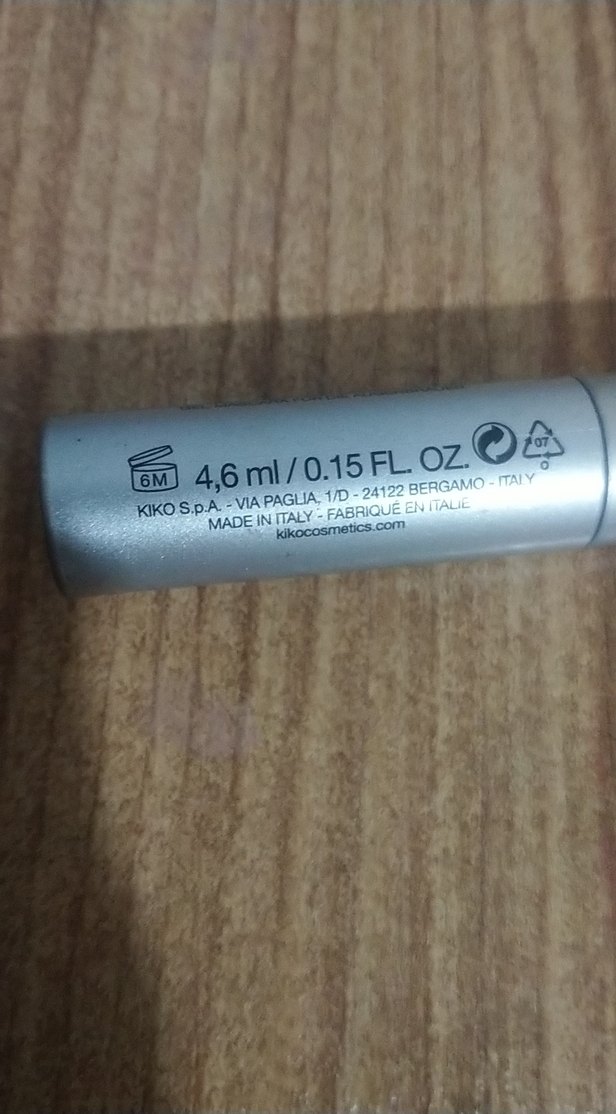 6M 4,6 ml / 0.15 FL. OZ. 07
O
KIKO S.p.A. - VIA PAGLIA, 1/D - 24122 BERGAMO - ITALY
MADE IN ITALY - FABRIQUÉ EN ITALIE
kikocosmetics.com